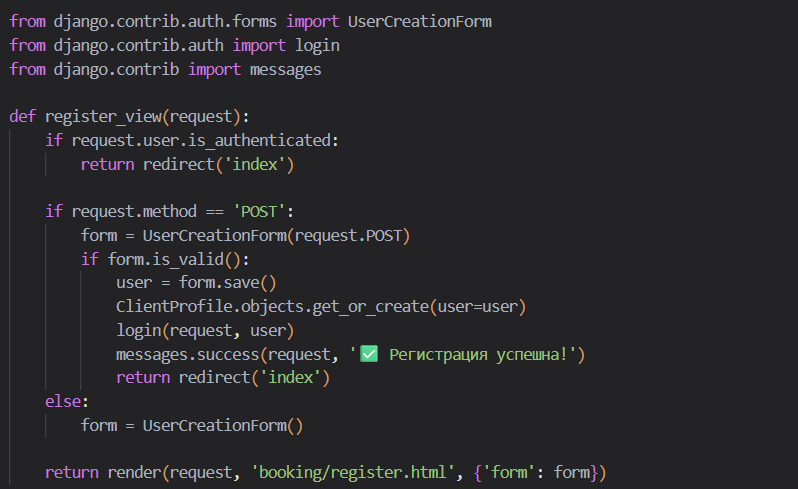 from django.contrib.auth.forms import UserCreationForm
from django.contrib.auth import login
from django.contrib import messages

def register_view(request):
    if request.user.is_authenticated:
        return redirect('index')

    if request.method == 'POST':
        form = UserCreationForm(request.POST)
        if form.is_valid():
            user = form.save()
            ClientProfile.objects.get_or_create(user=user)
            login(request, user)
            messages.success(request, '✅ Регистрация успешна!')
            return redirect('index')
    else:
        form = UserCreationForm()

    return render(request, 'booking/register.html', {'form': form})